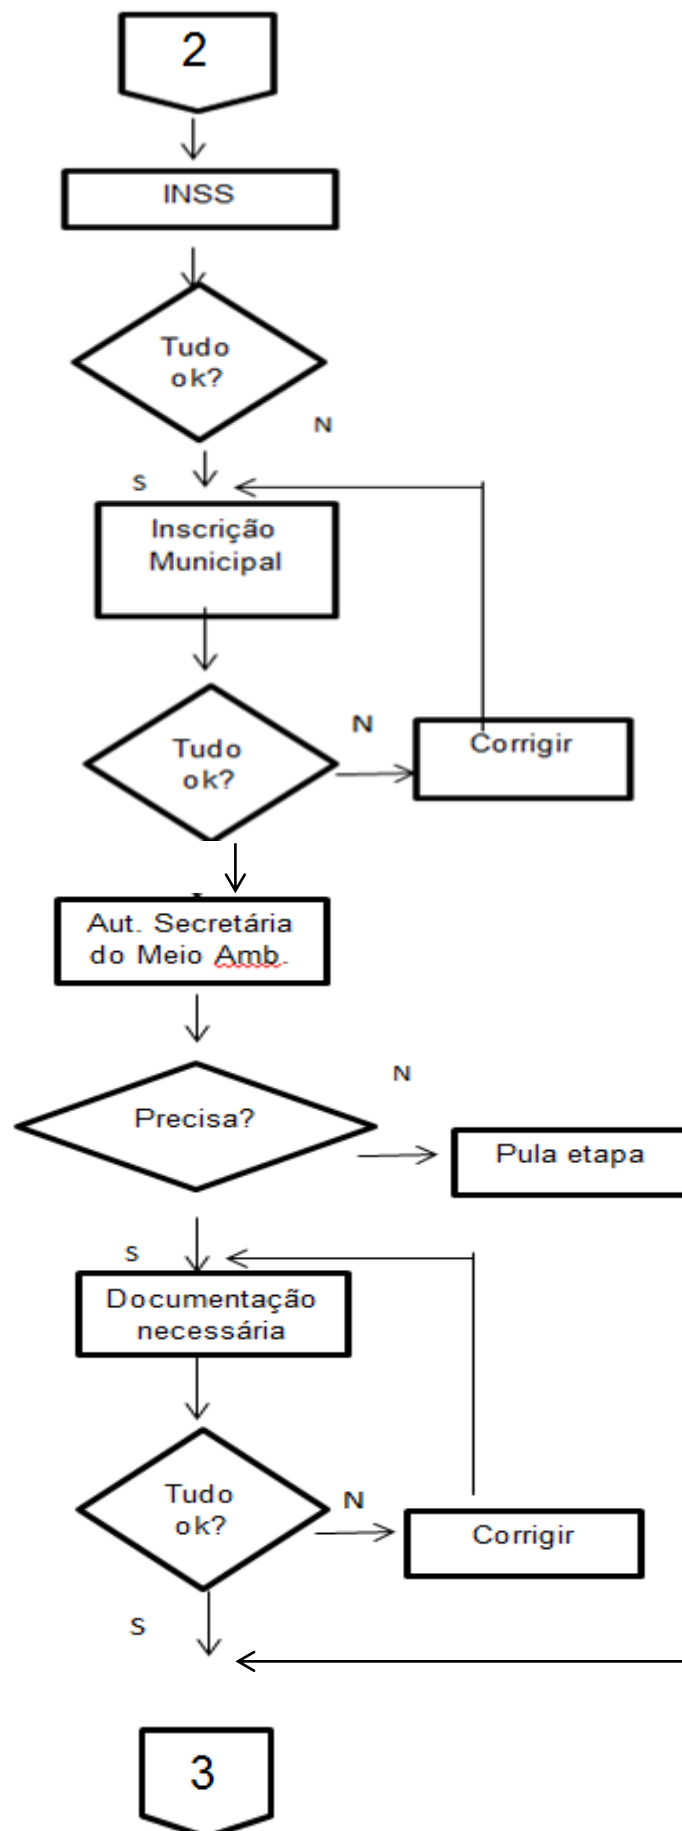 2
INSS
Tudo
ok?
N
S
Inscrição
Municipal
Tudo
ok?
N
Corrigir
Aut. Secretária
do Meio Amb.
Precisa?
N
Pula etapa
S
Documentação
necessária
Tudo
ok?
N
Corrigir
S
3